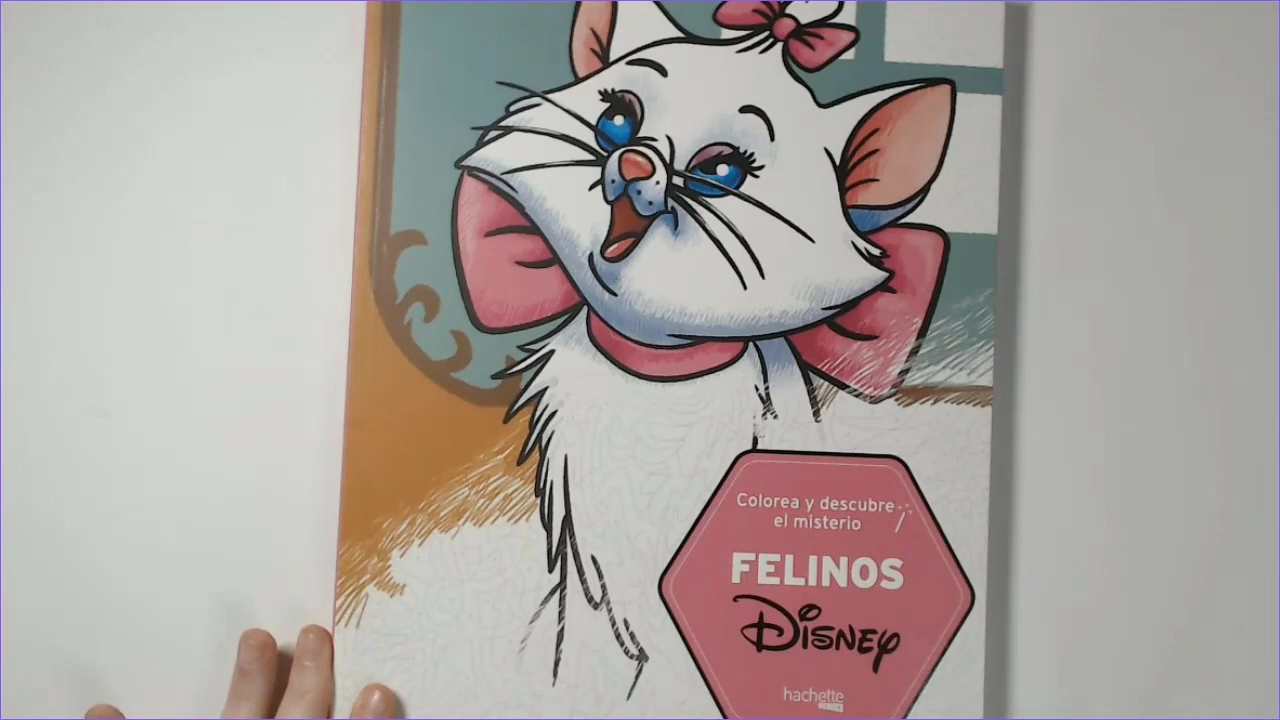 Colorea y descubre
el misterio
FELINOS
Disney
hachette